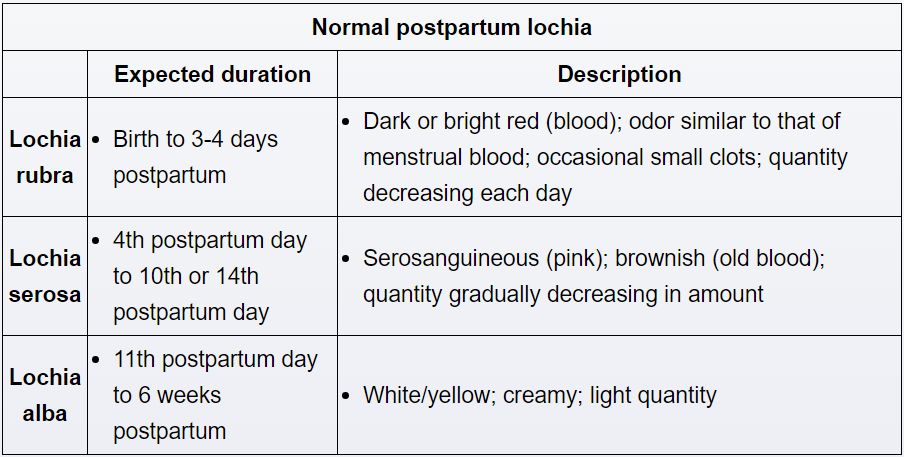 Normal postpartum lochia
Expected duration
Description
Lochia
rubra
• Birth to 3-4 days
postpartum
• Dark or bright red (blood); odor similar to that of
menstrual blood; occasional small clots; quantity
decreasing each day
Lochia
serosa
• 4th postpartum day
to 10th or 14th
postpartum day
• Serosanguineous (pink); brownish (old blood);
quantity gradually decreasing in amount
Lochia
alba
• 11th postpartum day
to 6 weeks
postpartum
• White/yellow; creamy; light quantity